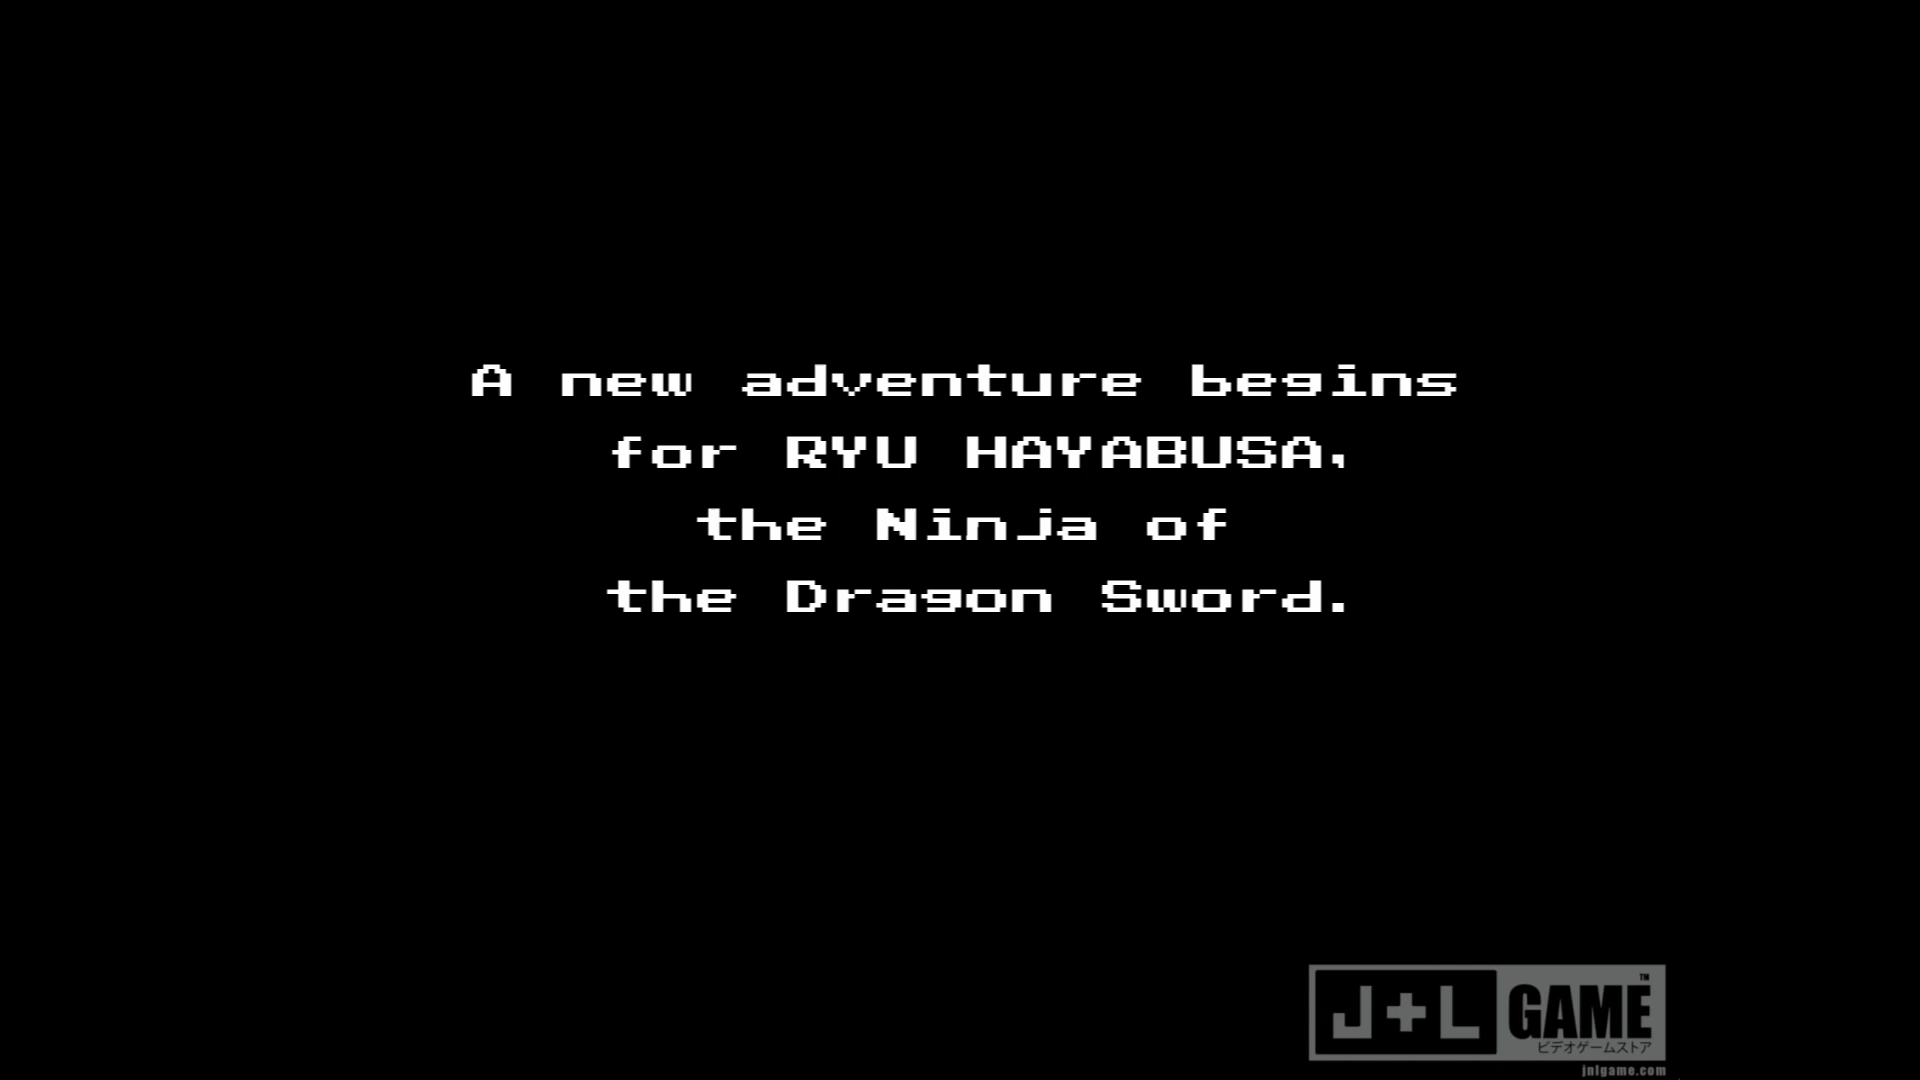 A new adventure begins
for RYU HAYABUSA,
the Ninja of
the Dragon Sword.
J+L GAME™
ビデオゲームストア
jnlgame.com